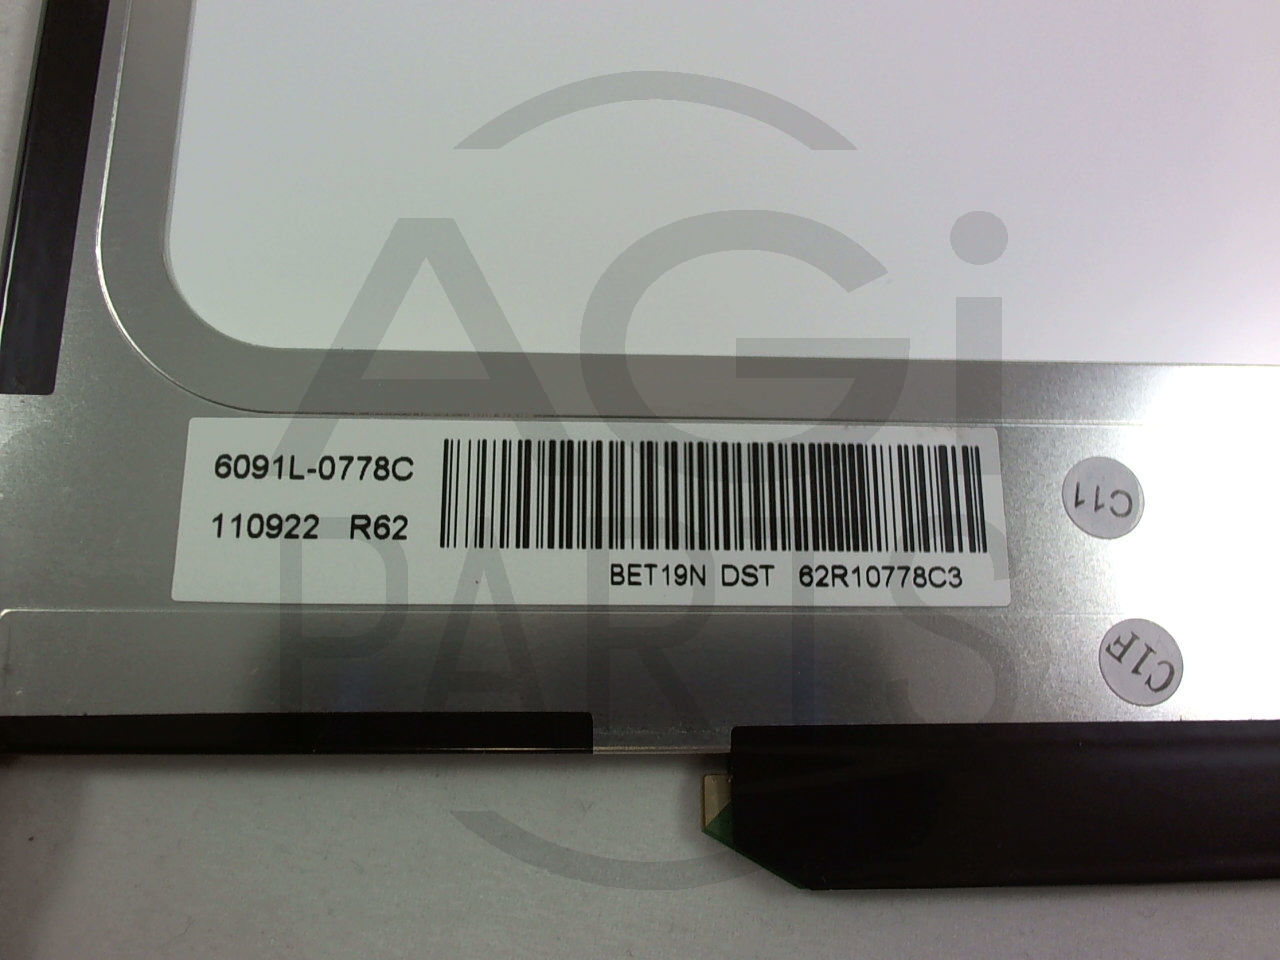 AGi
PARTS
6091L-0778C
110922 R62
BET19N DST 62R10778C3
C11
C1F